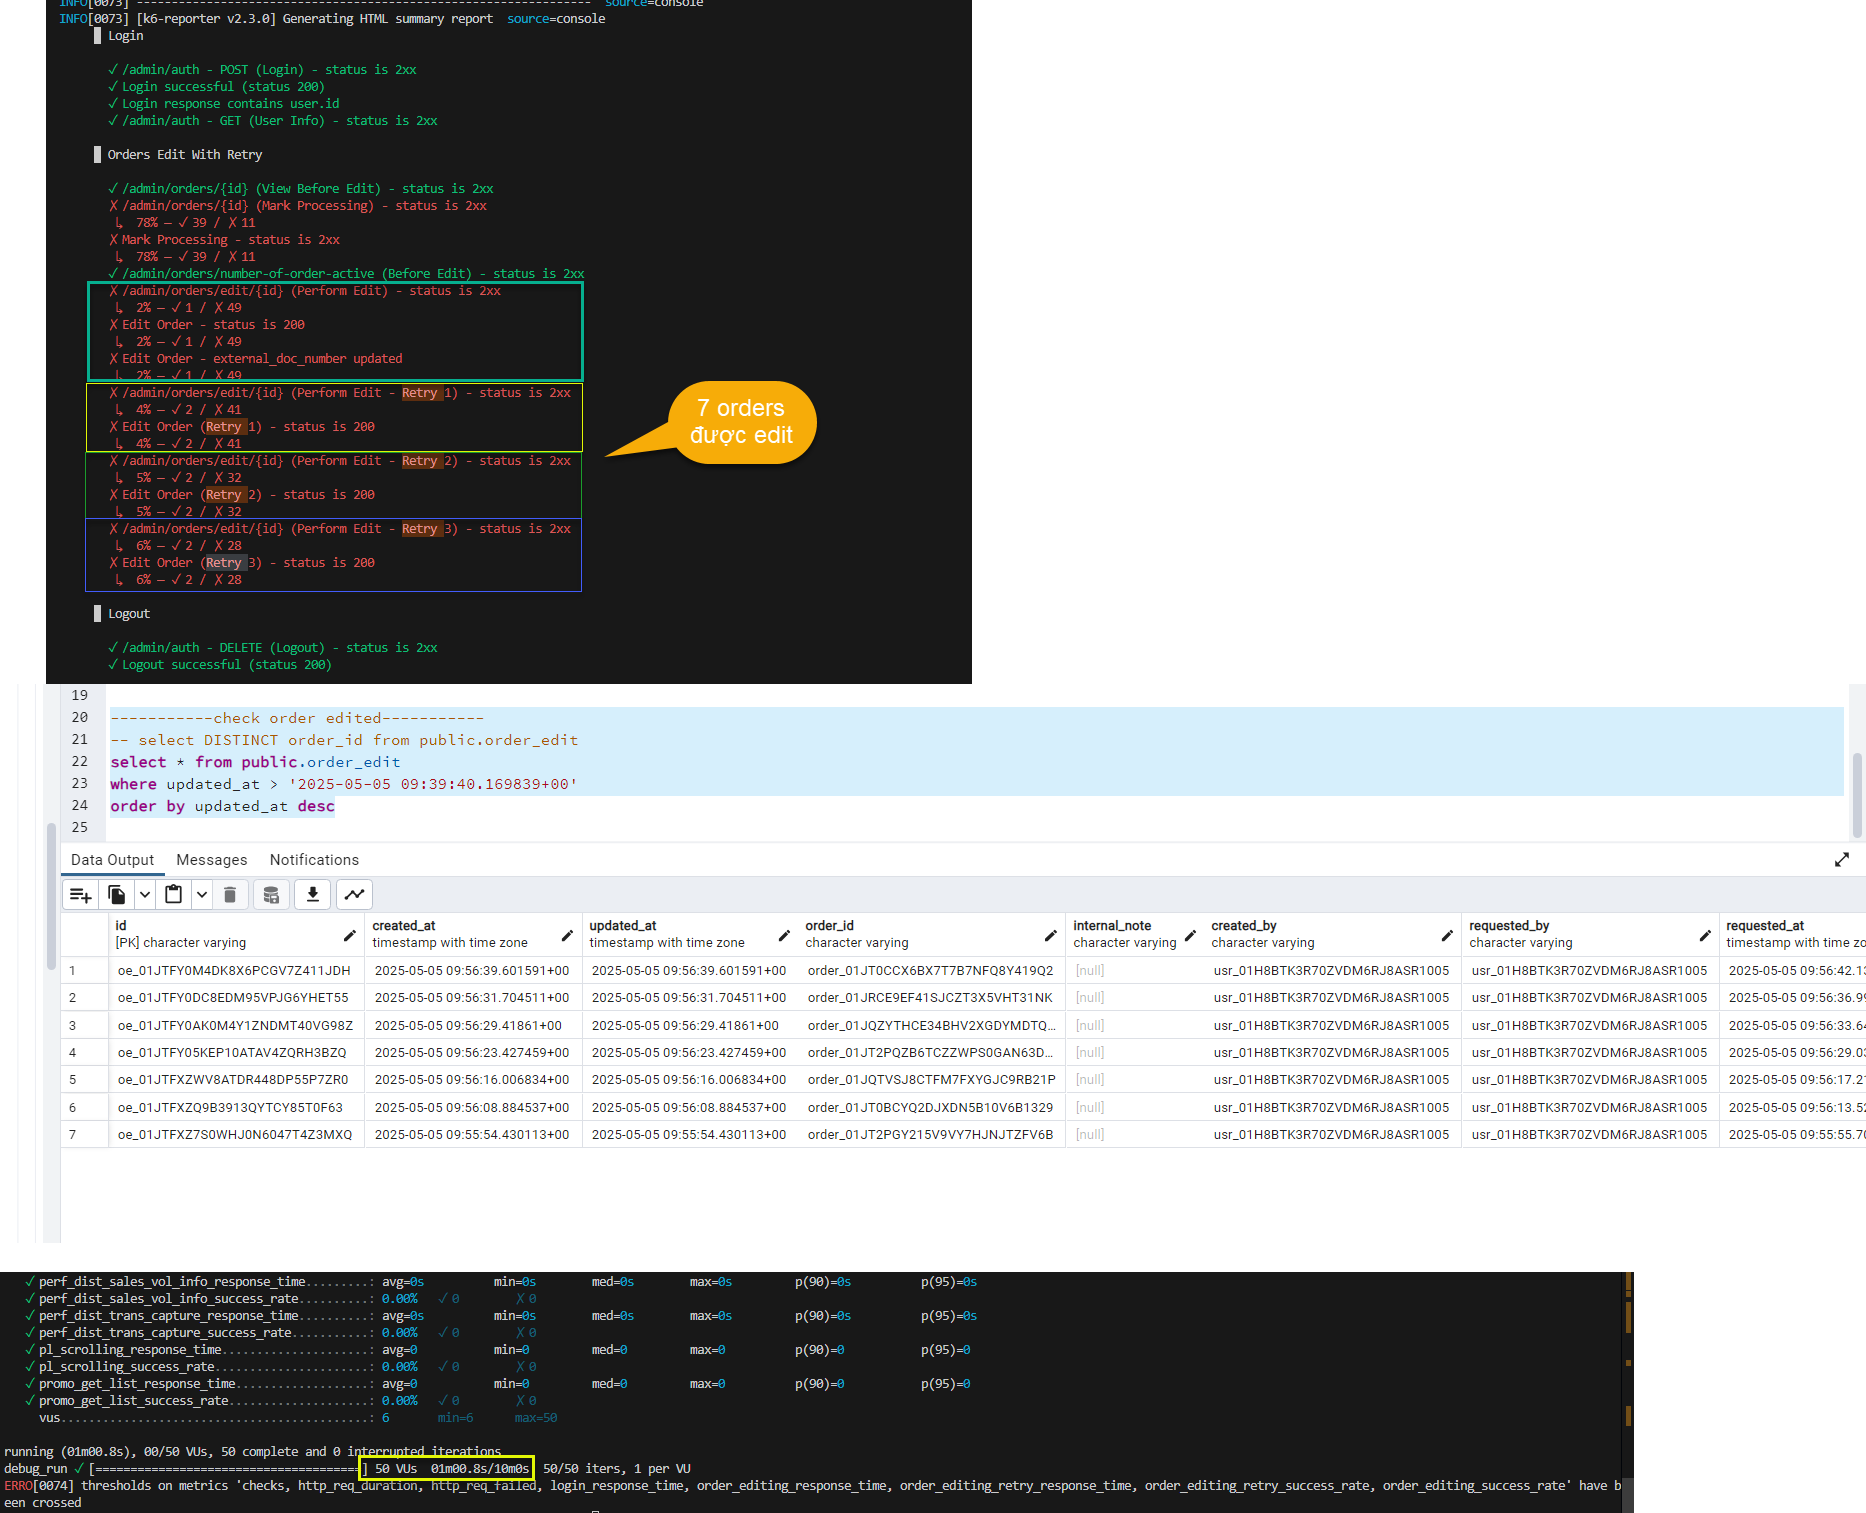 INFO[0073] ------------------------------------------------------------------ source=console
INFO[0073] [k6-reporter v2.3.0] Generating HTML summary report source=console
█ Login
✓ /admin/auth - POST (Login) - status is 2xx
✓ Login successful (status 200)
✓ Login response contains user.id
✓ /admin/auth - GET (User Info) - status is 2xx
█ Orders Edit With Retry
✓ /admin/orders/{id} (View Before Edit) - status is 2xx
✗ /admin/orders/{id} (Mark Processing) - status is 2xx
↳ 78% — ✓ 39 / ✗ 11
✗ Mark Processing - status is 2xx
↳ 78% — ✓ 39 / ✗ 11
✓ /admin/orders/number-of-order-active (Before Edit) - status is 2xx
✗ /admin/orders/edit/{id} (Perform Edit) - status is 2xx
↳ 2% — ✓ 1 / ✗ 49
✗ Edit Order - status is 200
↳ 2% — ✓ 1 / ✗ 49
✗ Edit Order - external_doc_number updated
↳ 2% — ✓ 1 / ✗ 49
✗ /admin/orders/edit/{id} (Perform Edit - Retry 1) - status is 2xx
↳ 4% — ✓ 2 / ✗ 41
✗ Edit Order (Retry 1) - status is 200
↳ 4% — ✓ 2 / ✗ 41
✗ /admin/orders/edit/{id} (Perform Edit - Retry 2) - status is 2xx
↳ 5% — ✓ 2 / ✗ 32
✗ Edit Order (Retry 2) - status is 200
↳ 5% — ✓ 2 / ✗ 32
✗ /admin/orders/edit/{id} (Perform Edit - Retry 3) - status is 2xx
↳ 6% — ✓ 2 / ✗ 28
✗ Edit Order (Retry 3) - status is 200
↳ 6% — ✓ 2 / ✗ 28
7 orders
được edit
█ Logout
✓ /admin/auth - DELETE (Logout) - status is 2xx
✓ Logout successful (status 200)
19
20 -----------check order edited-----------
21 -- select DISTINCT order_id from public.order_edit
22 select * from public.order_edit
23 where updated_at > '2025-05-05 09:39:40.169839+00'
24 order by updated_at desc
25
Data Output Messages Notifications
id created_at updated_at order_id internal_note created_by requested_by requested_at
[PK] character varying timestamp with time zone timestamp with time zone character varying character varying character varying character varying timestamp with time zo
1 oe_01JTFY0M4DK8X6PCGV7Z411JDH 2025-05-05 09:56:39.601591+00 2025-05-05 09:56:39.601591+00 order_01JT0CCX6BX7T7B7NFQ8Y419Q2 [null] usr_01H8BTK3R70ZVDM6RJ8ASR1005 usr_01H8BTK3R70ZVDM6RJ8ASR1005 2025-05-05 09:56:42.13
2 oe_01JTFY0DC8EDM95VPJG6YHET55 2025-05-05 09:56:31.704511+00 2025-05-05 09:56:31.704511+00 order_01JRCE9EF41SJCZT3X5VHT31NK [null] usr_01H8BTK3R70ZVDM6RJ8ASR1005 usr_01H8BTK3R70ZVDM6RJ8ASR1005 2025-05-05 09:56:36.99
3 oe_01JTFY0AK0M4Y1ZNDMT40VG98Z 2025-05-05 09:56:29.41861+00 2025-05-05 09:56:29.41861+00 order_01JQZYTHCE34BHV2XGDYMDTQ... [null] usr_01H8BTK3R70ZVDM6RJ8ASR1005 usr_01H8BTK3R70ZVDM6RJ8ASR1005 2025-05-05 09:56:33.64
4 oe_01JTFY05KEP10ATAV4ZQRH3BZQ 2025-05-05 09:56:23.427459+00 2025-05-05 09:56:23.427459+00 order_01JT2PQZB6TCZZWPS0GAN63D... [null] usr_01H8BTK3R70ZVDM6RJ8ASR1005 usr_01H8BTK3R70ZVDM6RJ8ASR1005 2025-05-05 09:56:29.03
5 oe_01JTFXZWV8ATDR448DP55P7ZR0 2025-05-05 09:56:16.006834+00 2025-05-05 09:56:16.006834+00 order_01JQTVSJ8CTFM7FXYGJC9RB21P [null] usr_01H8BTK3R70ZVDM6RJ8ASR1005 usr_01H8BTK3R70ZVDM6RJ8ASR1005 2025-05-05 09:56:17.21
6 oe_01JTFXZQ9B3913QYTCY85T0F63 2025-05-05 09:56:08.884537+00 2025-05-05 09:56:08.884537+00 order_01JT0BCYQ2DJXDN5B10V6B1329 [null] usr_01H8BTK3R70ZVDM6RJ8ASR1005 usr_01H8BTK3R70ZVDM6RJ8ASR1005 2025-05-05 09:56:13.52
7 oe_01JTFXZ7S0WHJ0N6047T4Z3MXQ 2025-05-05 09:55:54.430113+00 2025-05-05 09:55:54.430113+00 order_01JT2PGY215V9VY7HJNJTZFV6B [null] usr_01H8BTK3R70ZVDM6RJ8ASR1005 usr_01H8BTK3R70ZVDM6RJ8ASR1005 2025-05-05 09:55:55.70
✓ perf_dist_sales_vol_info_response_time.........: avg=0s min=0s med=0s max=0s p(90)=0s p(95)=0s
✓ perf_dist_sales_vol_info_success_rate..........: 0.00% ✓ 0 ✗ 0
✓ perf_dist_trans_capture_response_time..........: avg=0s min=0s med=0s max=0s p(90)=0s p(95)=0s
✓ perf_dist_trans_capture_success_rate...........: 0.00% ✓ 0 ✗ 0
✓ pl_scrolling_response_time.....................: avg=0 min=0 med=0 max=0 p(90)=0 p(95)=0
✓ pl_scrolling_success_rate......................: 0.00% ✓ 0 ✗ 0
✓ promo_get_list_response_time...................: avg=0 min=0 med=0 max=0 p(90)=0 p(95)=0
✓ promo_get_list_success_rate....................: 0.00% ✓ 0 ✗ 0
vus............................................: 6 min=6 max=50
running (01m00.8s), 00/50 VUs, 50 complete and 0 interrupted iterations
debug_run ✓ [======================================] 50 VUs 01m00.8s/10m0s 50/50 iters, 1 per VU
ERRO[0074] thresholds on metrics 'checks, http_req_duration, http_req_failed, login_response_time, order_editing_response_time, order_editing_retry_response_time, order_editing_retry_success_rate, order_editing_success_rate' have b
een crossed